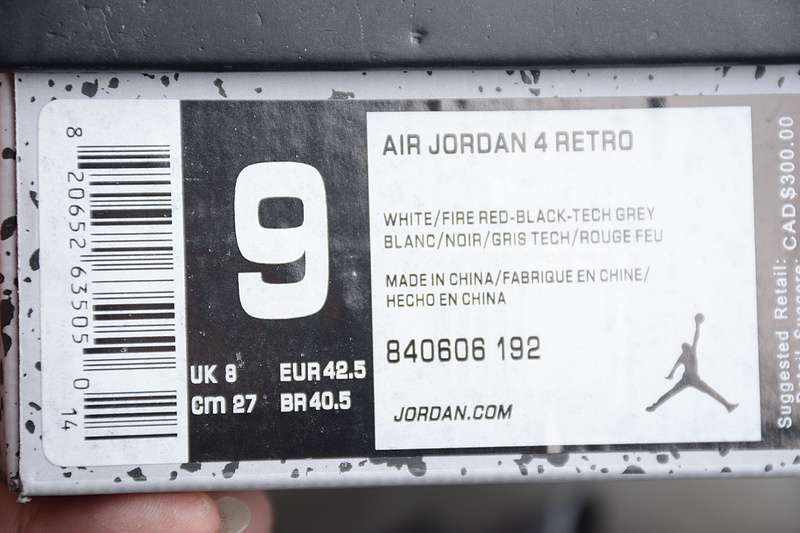 8 20652 63505 0 14
9
UK 8 EUR 42.5
cm 27 BR 40.5
AIR JORDAN 4 RETRO
WHITE/FIRE RED-BLACK-TECH GREY
BLANC/NOIR/GRIS TECH/ROUGE FEU
MADE IN CHINA/FABRIQUE EN CHINE/
HECHO EN CHINA
840606 192
JORDAN.COM
Suggested Retail: CAD $300.00